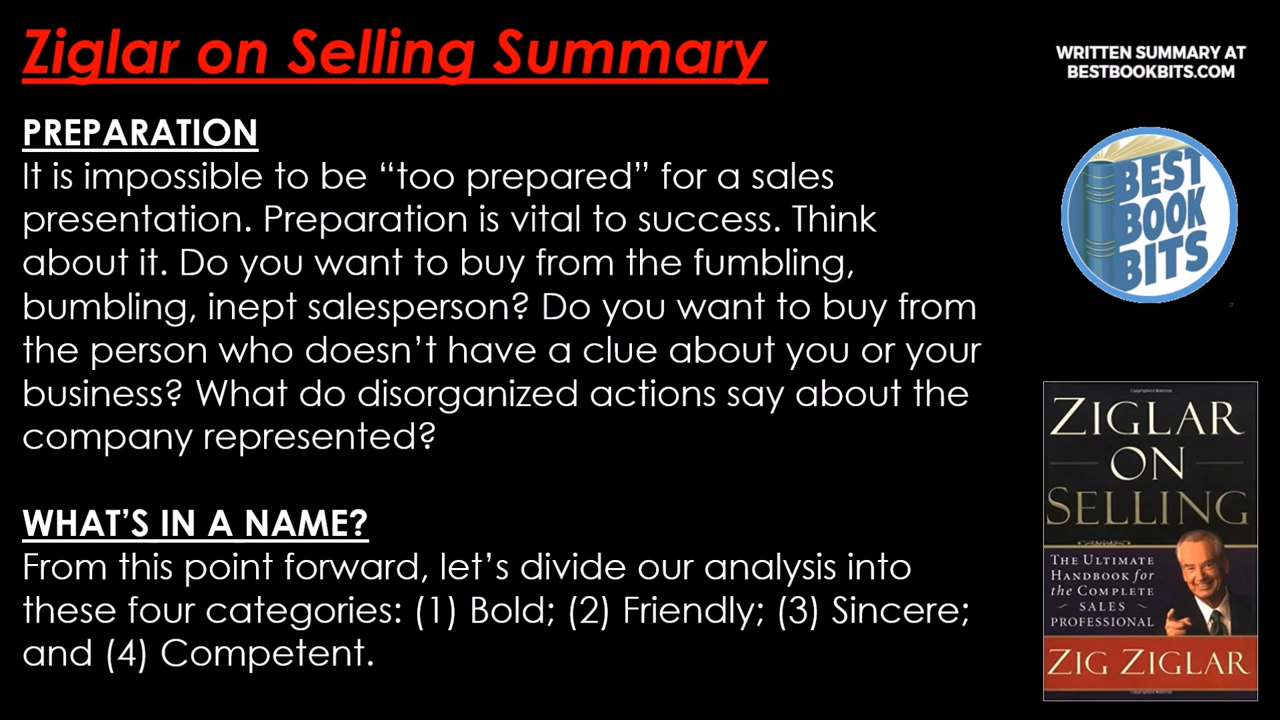 Ziglar on Selling Summary
WRITTEN SUMMARY AT
BESTBOOKBITS.COM
PREPARATION
It is impossible to be “too prepared” for a sales
presentation. Preparation is vital to success. Think
about it. Do you want to buy from the fumbling,
bumbling, inept salesperson? Do you want to buy from
the person who doesn’t have a clue about you or your
business? What do disorganized actions say about the
company represented?
WHAT’S IN A NAME?
From this point forward, let’s divide our analysis into
these four categories: (1) Bold; (2) Friendly; (3) Sincere;
and (4) Competent.
BEST
BOOK
BITS
Copyrighted Material
ZIGLAR
ON
SELLING
THE ULTIMATE
HANDBOOK for
the COMPLETE
SALES
PROFESSIONAL
ZIG ZIGLAR
Copyrighted Material